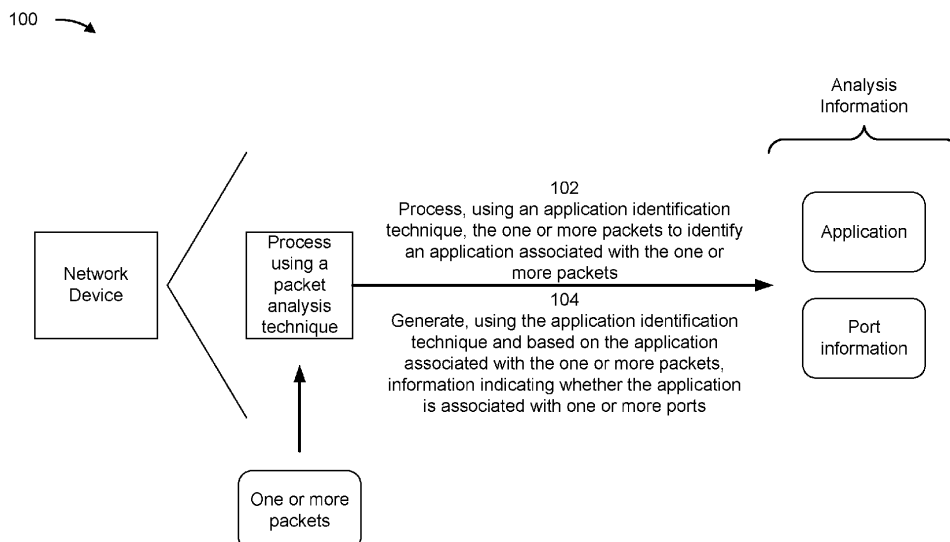 100
Analysis
Information
102
Process, using an application identification
technique, the one or more packets to identify
an application associated with the one or
more packets
Application
Network
Device
Process
using a
packet
analysis
technique
104
Generate, using the application identification
technique and based on the application
associated with the one or more packets,
information indicating whether the application
is associated with one or more ports
Port
information
One or more
packets